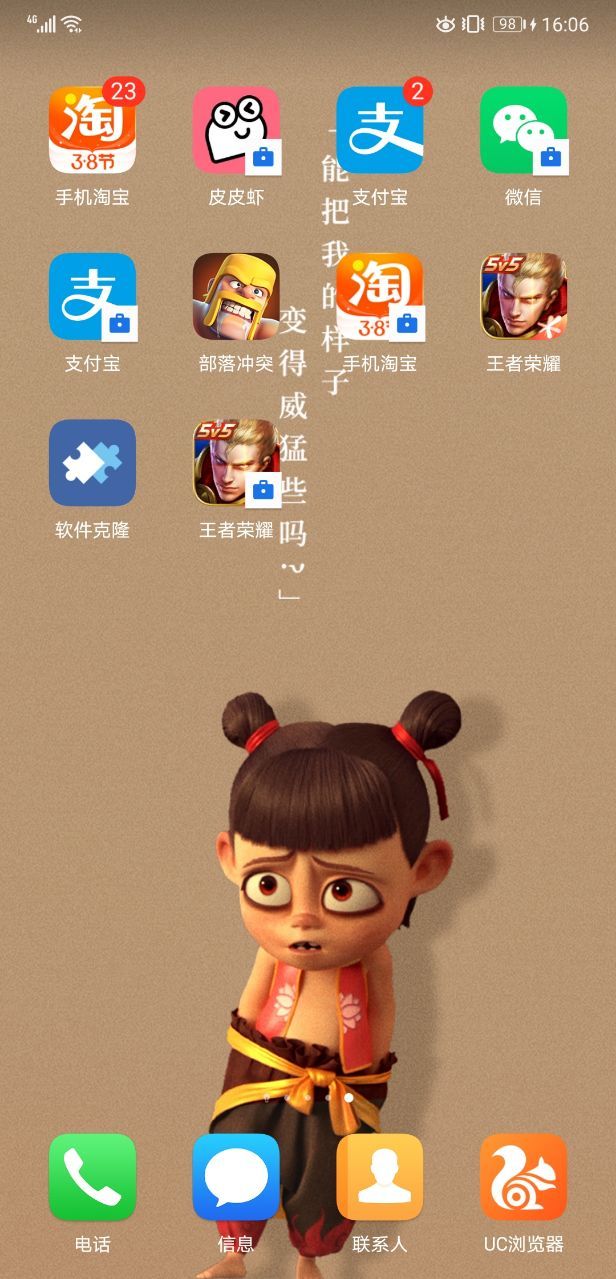 4G
98
16:06
淘
3·8节
23
手机淘宝
皮皮虾
支
2
支付宝
微信
支
支付宝
部落冲突
淘
3·8
手机淘宝
5v5
王者荣耀
软件克隆
5v5
王者荣耀
「能把我的样子
变得威猛些吗?」
电话
信息
联系人
UC浏览器